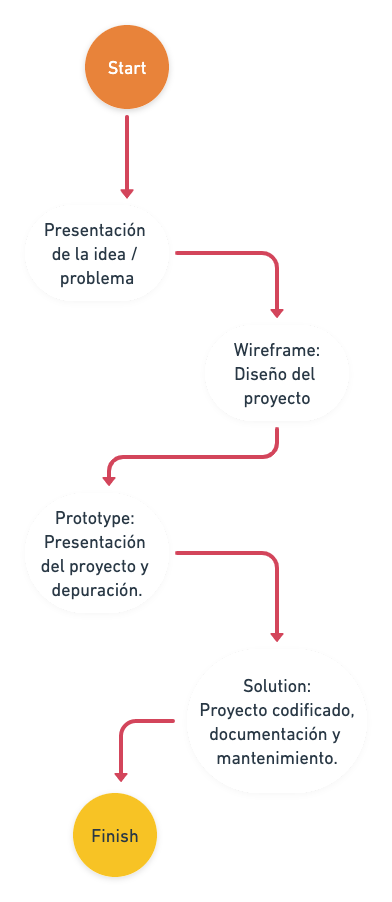 Start
Presentación
de la idea /
problema
Wireframe:
Diseño del
proyecto
Prototype:
Presentación
del proyecto y
depuración.
Solution:
Proyecto codificado,
documentación y
mantenimiento.
Finish